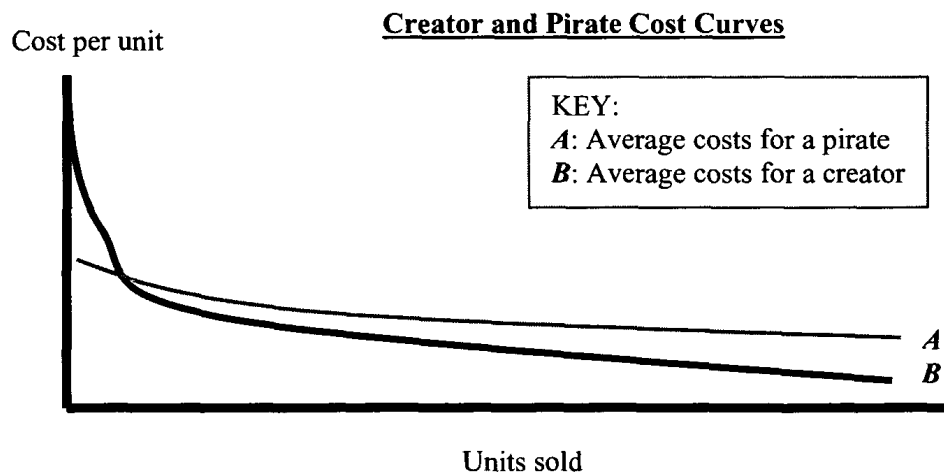 Creator and Pirate Cost Curves
Cost per unit
KEY:
A: Average costs for a pirate
B: Average costs for a creator
A
B
Units sold